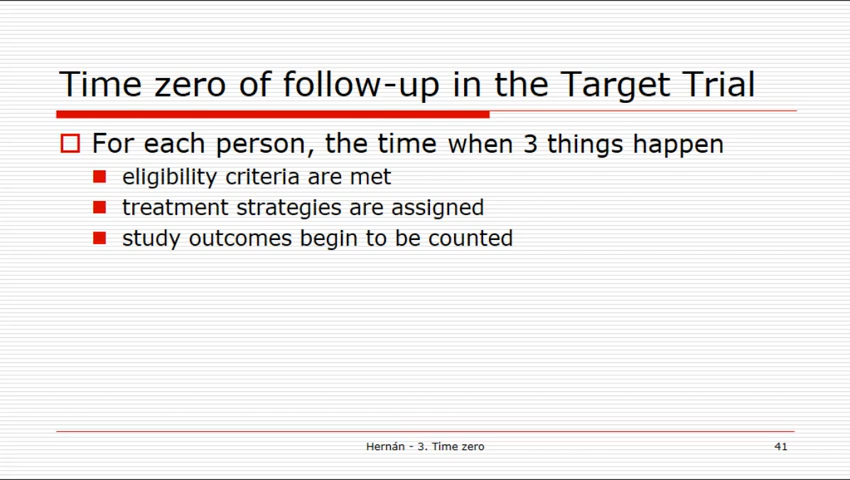 Time zero of follow-up in the Target Trial
For each person, the time when 3 things happen
eligibility criteria are met
treatment strategies are assigned
study outcomes begin to be counted
Hernán - 3. Time zero
41